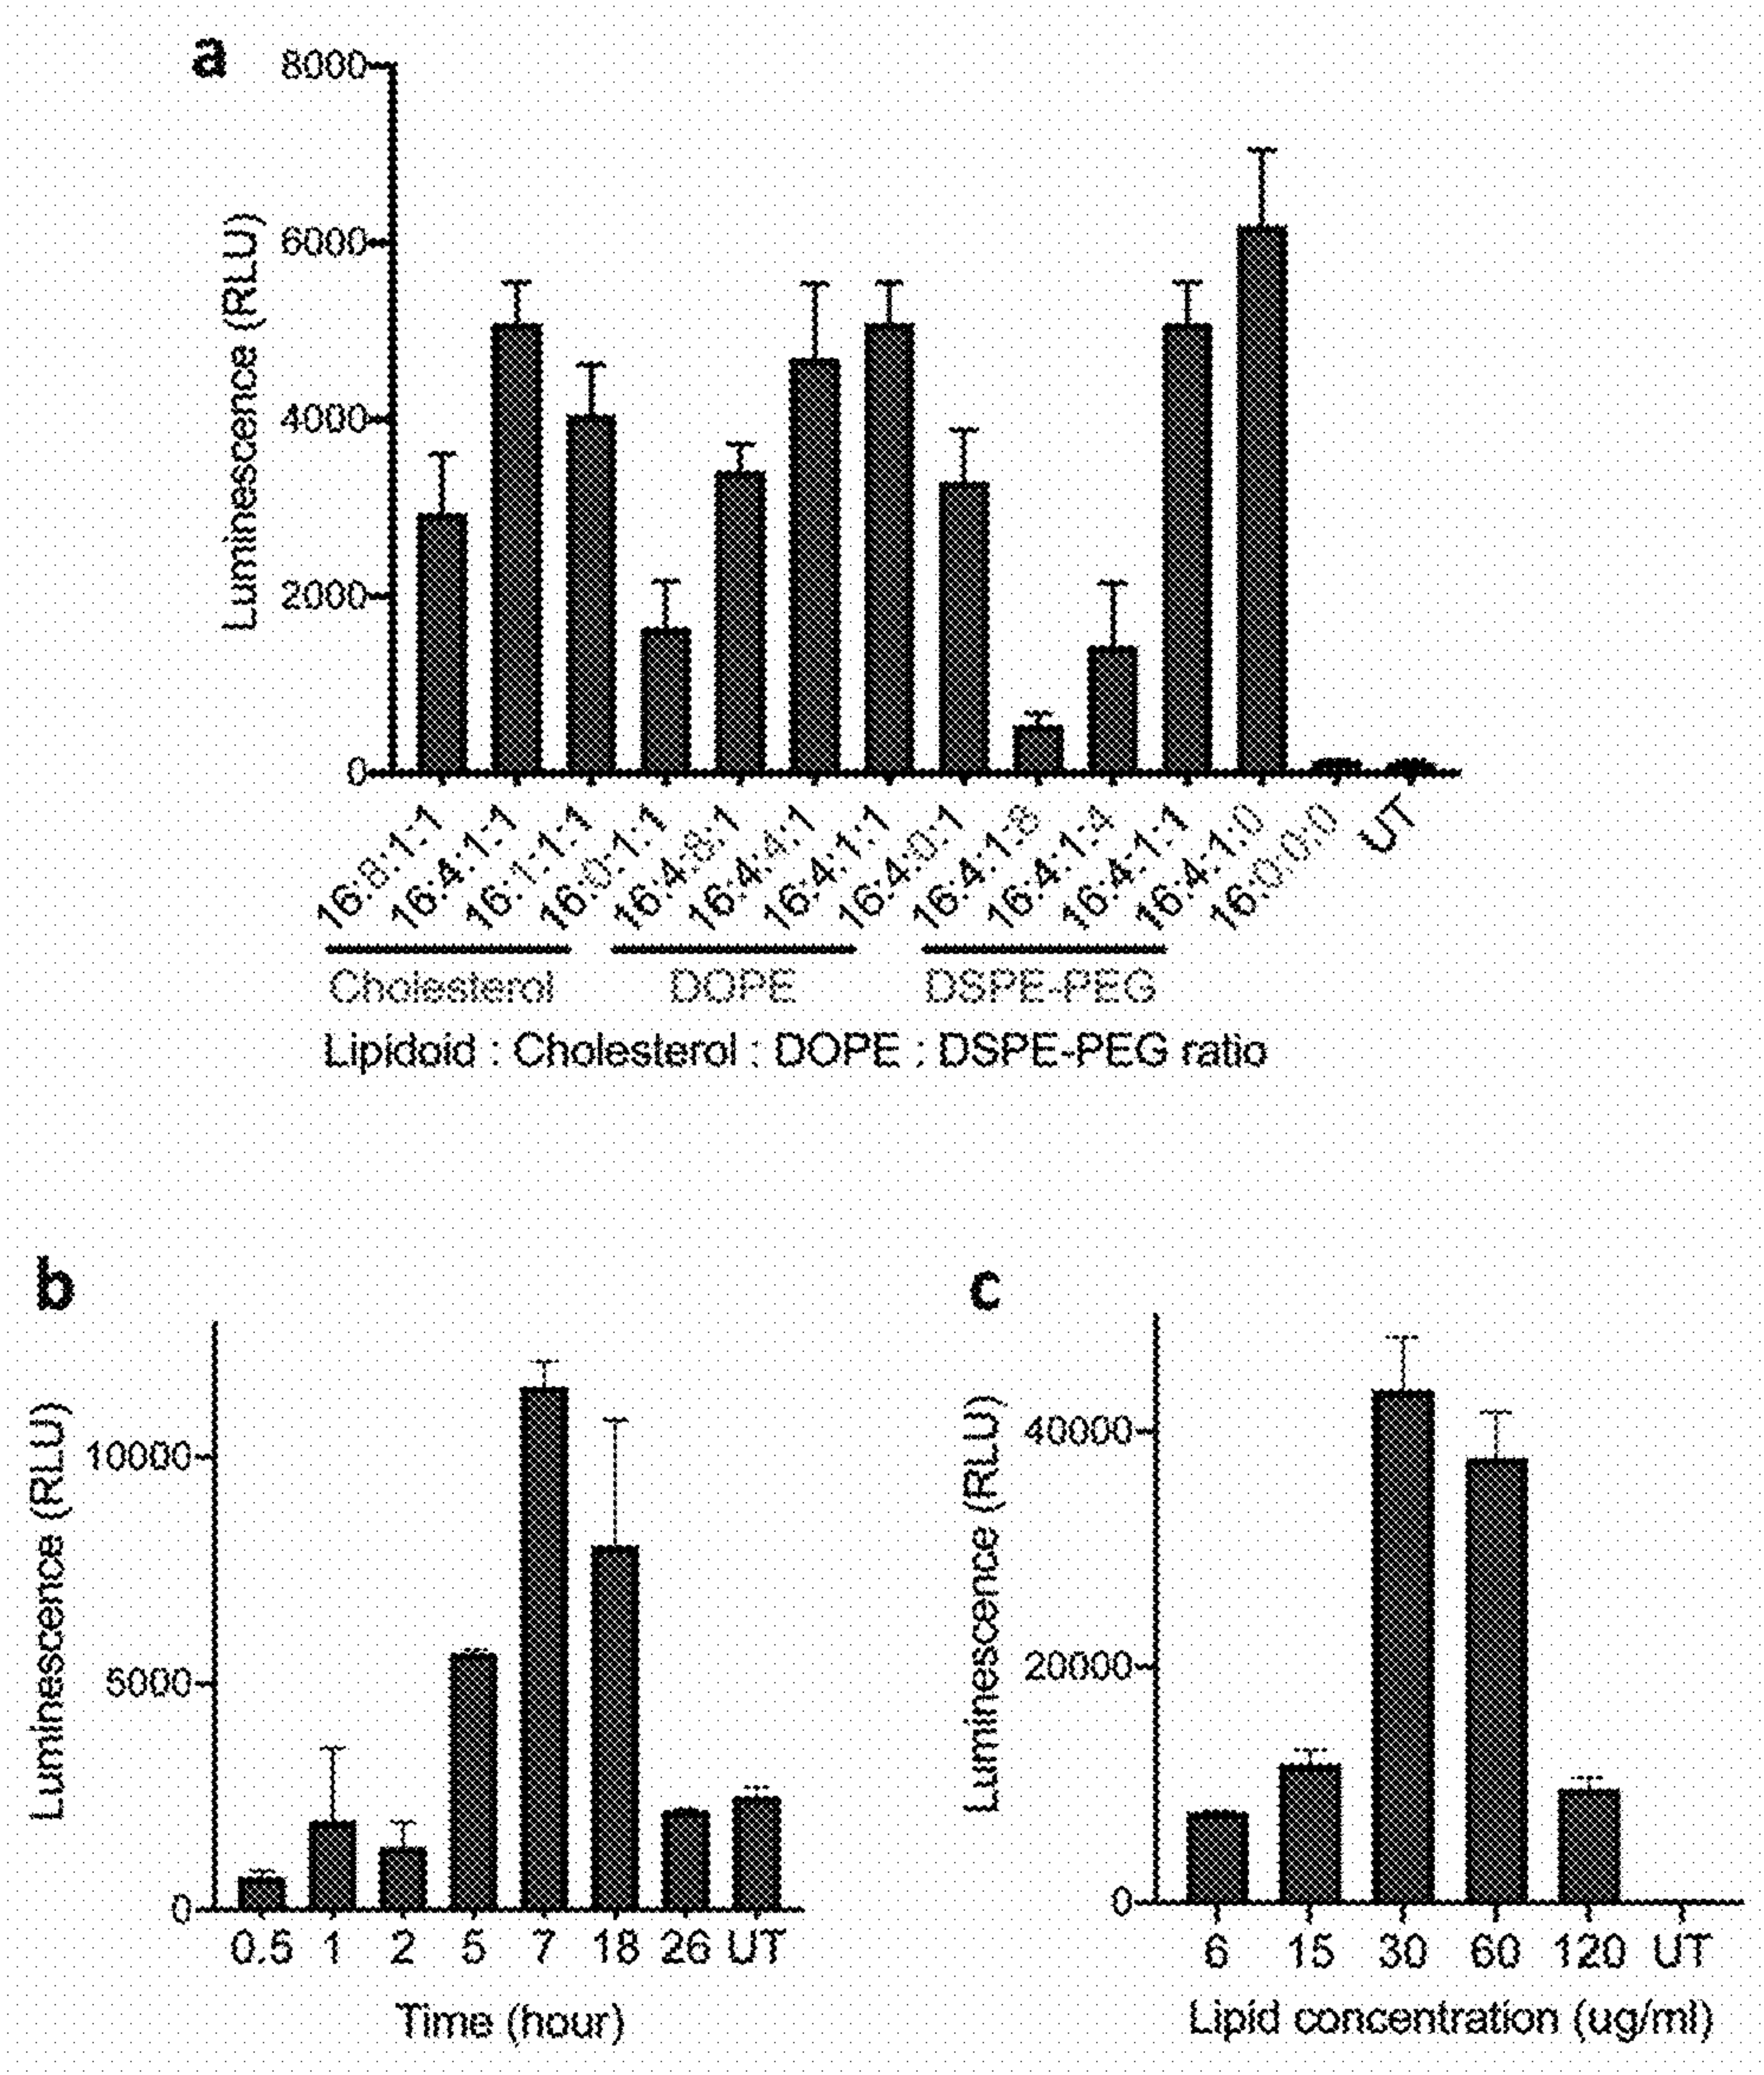 a
8000
6000
4000
2000
0
Luminescence (RLU)
16:8:1:1
16:4:1:1
16:1:1:1
16:0:1:1
16:4:8:1
16:4:4:1
16:4:1:1
16:4:0:1
16:4:1:8
16:4:1:4
16:4:1:1
16:4:1:0
16:0:0:0
UT
Cholesterol DOPE DSPE-PEG
Lipidoid : Cholesterol : DOPE : DSPE-PEG ratio
b
10000
5000
0
Luminescence (RLU)
0.5 1 2 5 7 18 26 UT
Time (hour)
c
40000
20000
0
Luminescence (RLU)
6 15 30 60 120 UT
Lipid concentration (ug/ml)